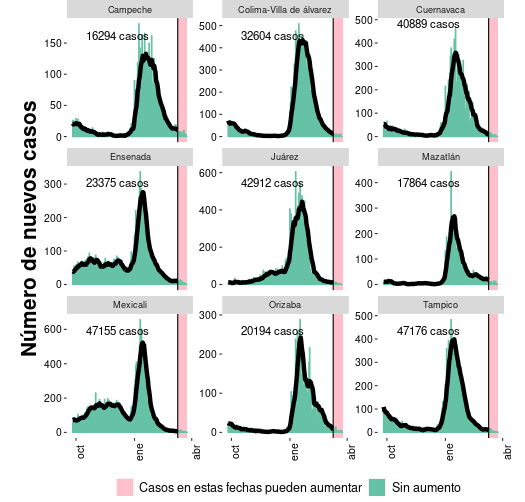 Número de nuevos casos
Campeche
Colima-Villa de álvarez
Cuernavaca
16294 casos
32604 casos
40889 casos
150
100
50
0
500
400
300
200
100
0
500
400
300
200
100
0
Ensenada
Juárez
Mazatlán
23375 casos
42912 casos
17864 casos
300
200
100
0
600
400
200
0
400
300
200
100
0
Mexicali
Orizaba
Tampico
47155 casos
20194 casos
47176 casos
600
400
200
0
300
200
100
0
500
400
300
200
100
0
oct
ene
abr
oct
ene
abr
oct
ene
abr
Casos en estas fechas pueden aumentar
Sin aumento